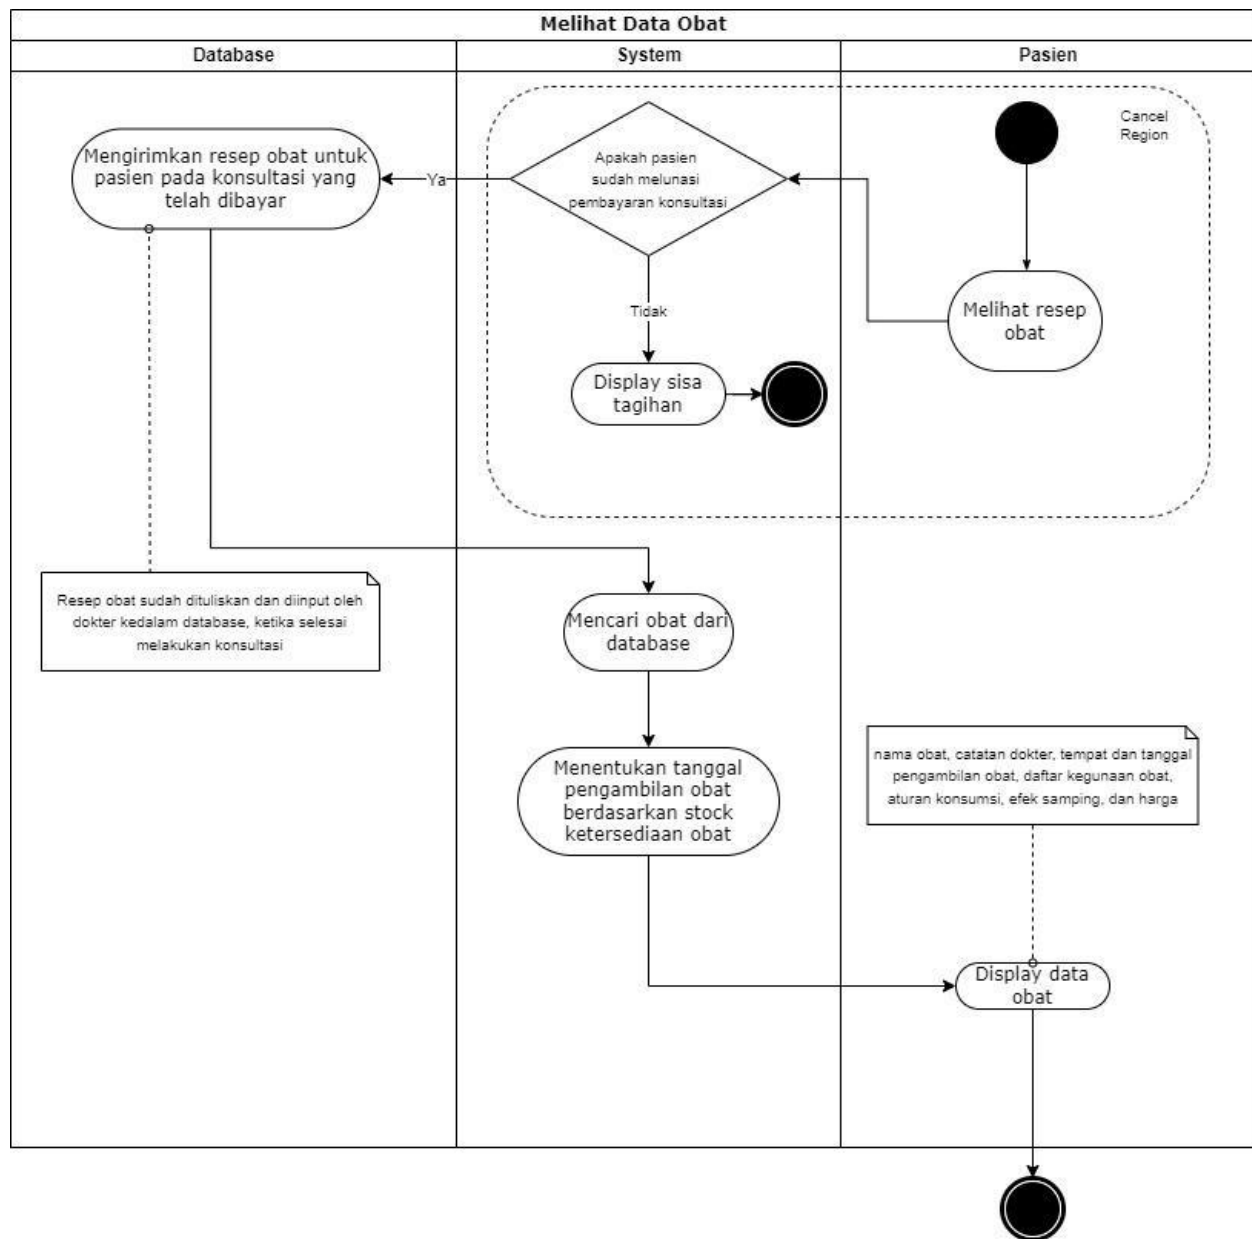 Melihat Data Obat
Database
System
Pasien
Cancel
Region
Apakah pasien
sudah melunasi
pembayaran konsultasi
Mengirimkan resep obat untuk
pasien pada konsultasi yang
telah dibayar
Ya
Melihat resep
obat
Tidak
Display sisa
tagihan
Resep obat sudah dituliskan dan diinput oleh
dokter kedalam database, ketika selesai
melakukan konsultasi
Mencari obat dari
database
Menentukan tanggal
pengambilan obat
berdasarkan stock
ketersediaan obat
nama obat, catatan dokter, tempat dan tanggal
pengambilan obat, daftar kegunaan obat,
aturan konsumsi, efek samping, dan harga
Display data
obat